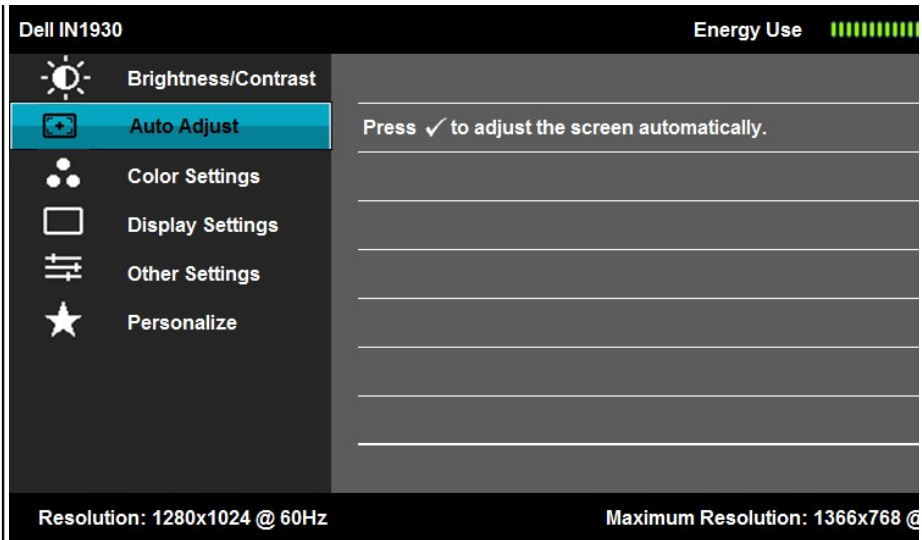 Dell IN1930 Energy Use
Brightness/Contrast
Auto Adjust Press ✓ to adjust the screen automatically.
Color Settings
Display Settings
Other Settings
Personalize
Resolution: 1280x1024 @ 60Hz Maximum Resolution: 1366x768 @